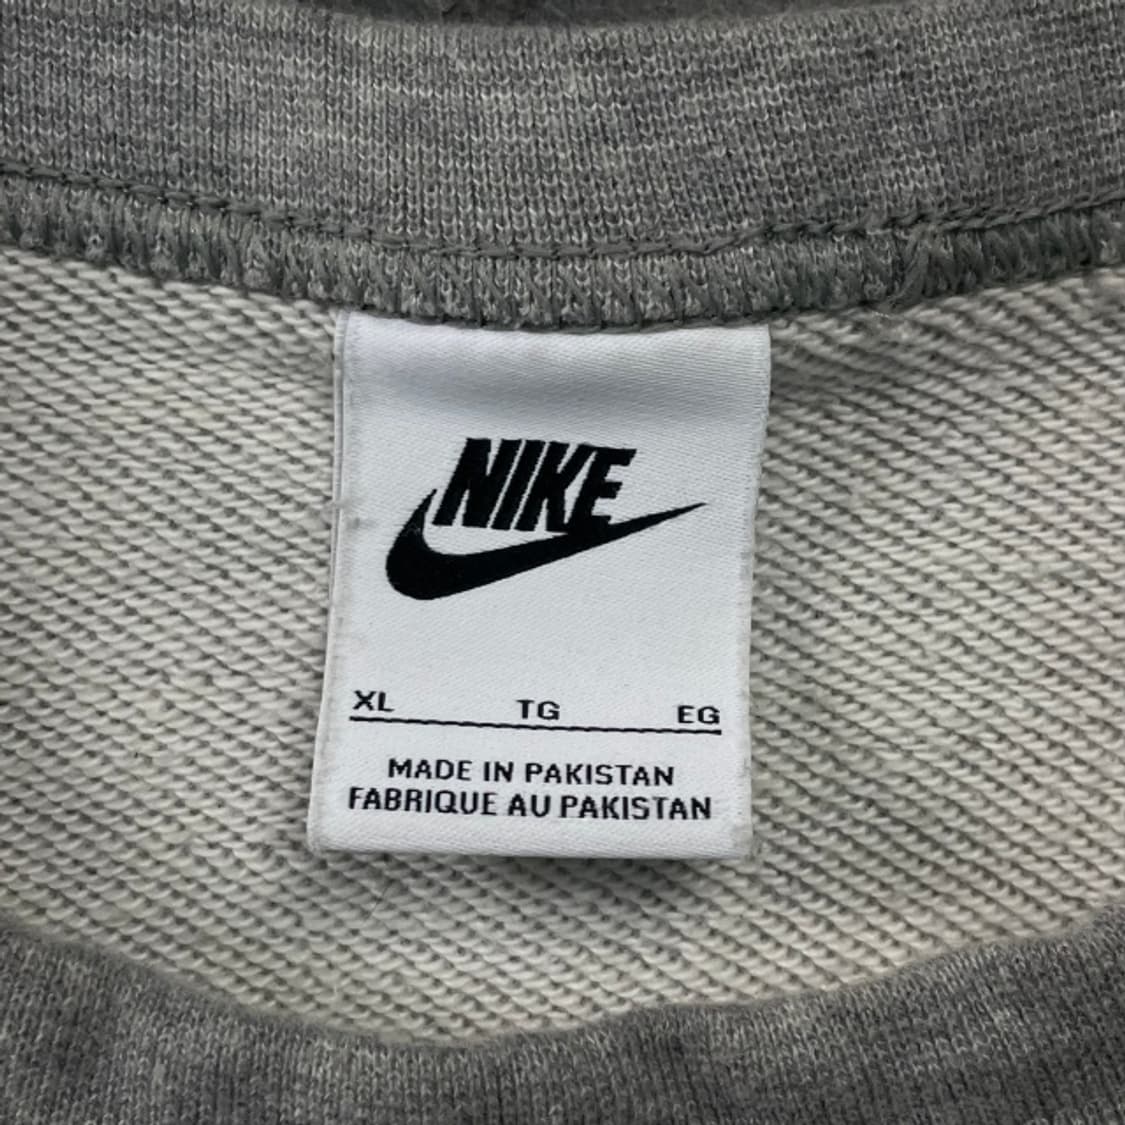 NIKE
XL TG EG
MADE IN PAKISTAN
FABRIQUE AU PAKISTAN